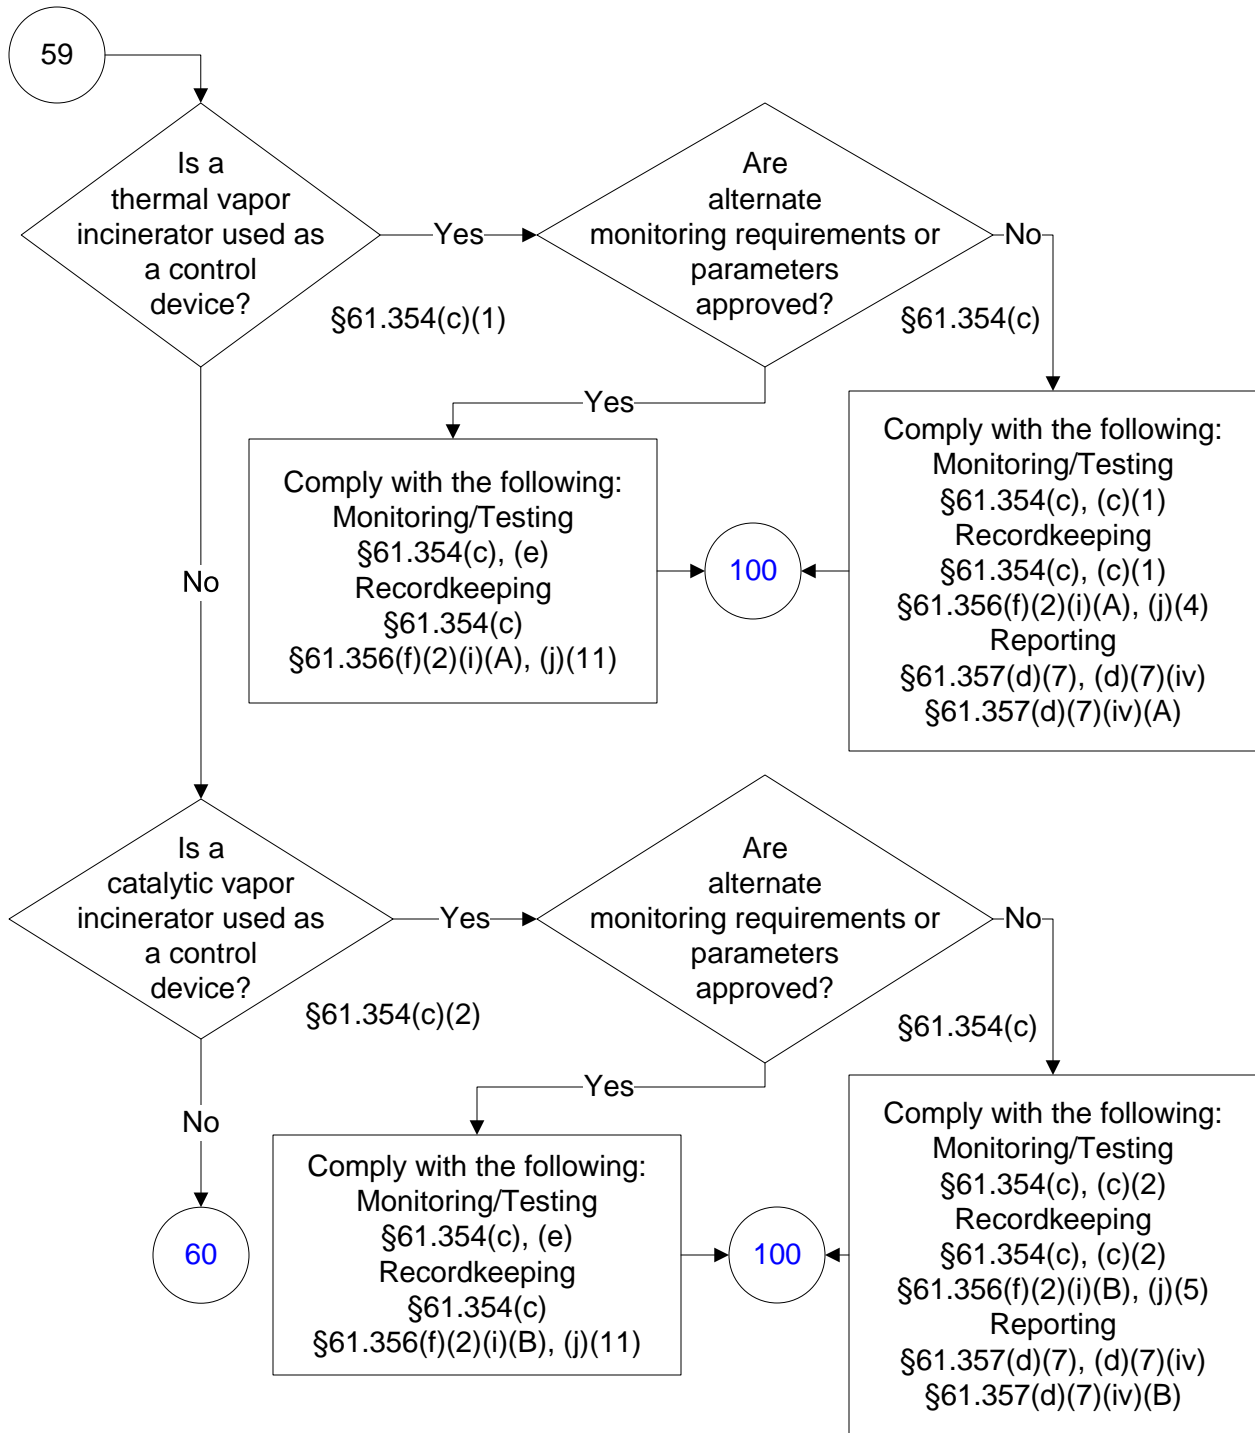 59
Is a
thermal vapor
incinerator used as
a control
device?
Yes
§61.354(c)(1)
Are
alternate
monitoring requirements or
parameters
approved?
No
§61.354(c)
Yes
Comply with the following:
Monitoring/Testing
§61.354(c), (e)
Recordkeeping
§61.354(c)
§61.356(f)(2)(i)(A), (j)(11)
100
Comply with the following:
Monitoring/Testing
§61.354(c), (c)(1)
Recordkeeping
§61.354(c), (c)(1)
§61.356(f)(2)(i)(A), (j)(4)
Reporting
§61.357(d)(7), (d)(7)(iv)
§61.357(d)(7)(iv)(A)
No
Is a
catalytic vapor
incinerator used as
a control
device?
Yes
§61.354(c)(2)
Are
alternate
monitoring requirements or
parameters
approved?
No
§61.354(c)
Yes
No
60
Comply with the following:
Monitoring/Testing
§61.354(c), (e)
Recordkeeping
§61.354(c)
§61.356(f)(2)(i)(B), (j)(11)
100
Comply with the following:
Monitoring/Testing
§61.354(c), (c)(2)
Recordkeeping
§61.354(c), (c)(2)
§61.356(f)(2)(i)(B), (j)(5)
Reporting
§61.357(d)(7), (d)(7)(iv)
§61.357(d)(7)(iv)(B)